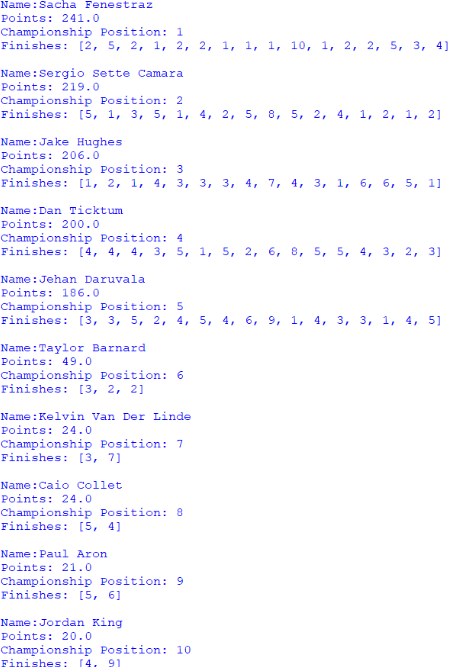 Name:Sacha Fenestraz
Points: 241.0
Championship Position: 1
Finishes: [2, 5, 2, 1, 2, 2, 1, 1, 1, 10, 1, 2, 2, 5, 3, 4]
Name:Sergio Sette Camara
Points: 219.0
Championship Position: 2
Finishes: [5, 1, 3, 5, 1, 4, 2, 5, 8, 5, 2, 4, 1, 2, 1, 2]
Name:Jake Hughes
Points: 206.0
Championship Position: 3
Finishes: [1, 2, 1, 4, 3, 3, 3, 4, 7, 4, 3, 1, 6, 6, 5, 1]
Name:Dan Ticktum
Points: 200.0
Championship Position: 4
Finishes: [4, 4, 4, 3, 5, 1, 5, 2, 6, 8, 5, 5, 4, 3, 2, 3]
Name:Jehan Daruvala
Points: 186.0
Championship Position: 5
Finishes: [3, 3, 5, 2, 4, 5, 4, 6, 9, 1, 4, 3, 3, 1, 4, 5]
Name:Taylor Barnard
Points: 49.0
Championship Position: 6
Finishes: [3, 2, 2]
Name:Kelvin Van Der Linde
Points: 24.0
Championship Position: 7
Finishes: [3, 7]
Name:Caio Collet
Points: 24.0
Championship Position: 8
Finishes: [5, 4]
Name:Paul Aron
Points: 21.0
Championship Position: 9
Finishes: [5, 6]
Name:Jordan King
Points: 20.0
Championship Position: 10
Finishes: [4, 9]